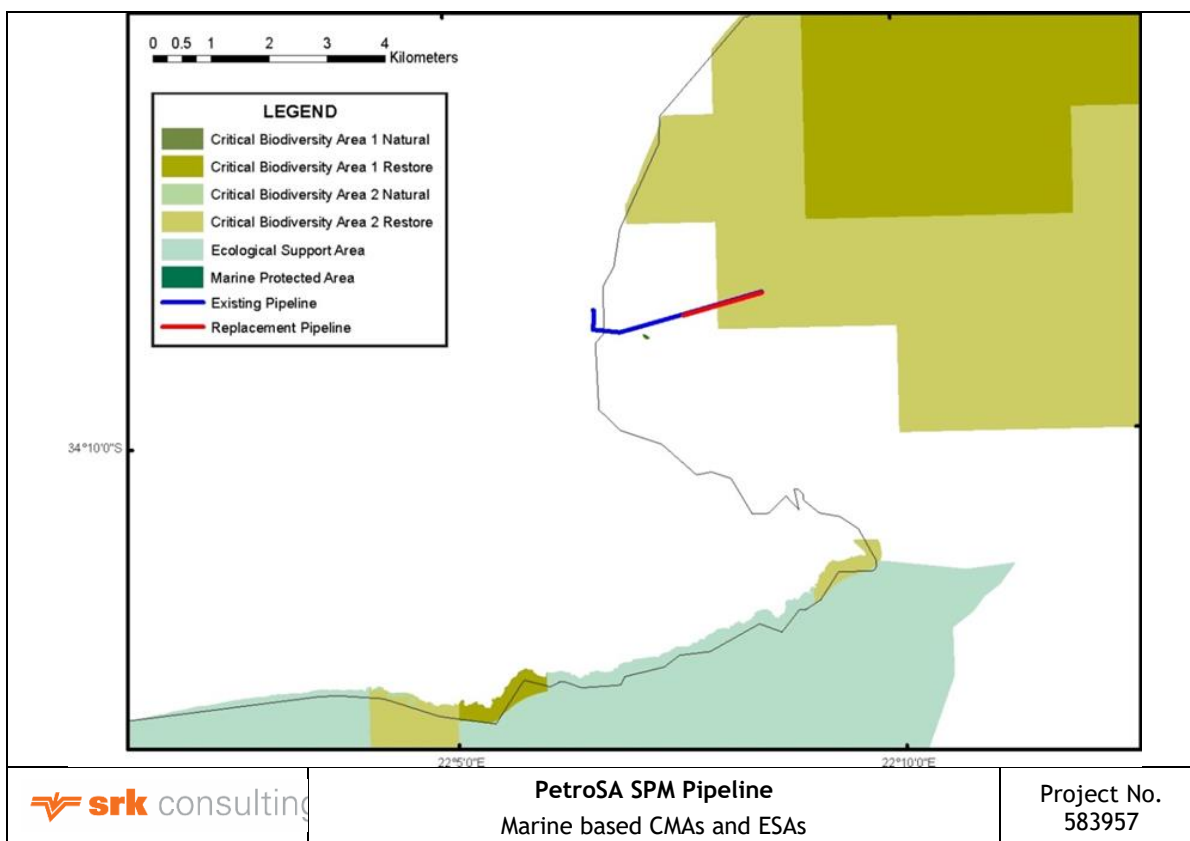 0 0.5 1 2 3 4
Kilometers
LEGEND
Critical Biodiversity Area 1 Natural
Critical Biodiversity Area 1 Restore
Critical Biodiversity Area 2 Natural
Critical Biodiversity Area 2 Restore
Ecological Support Area
Marine Protected Area
Existing Pipeline
Replacement Pipeline
34°10'0"S
22°5'0"E
22°10'0"E
srk consulting
PetroSA SPM Pipeline
Marine based CMAs and ESAs
Project No.
583957